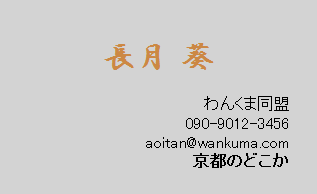 長月 葵
わんくま同盟
090-9012-3456
aoitan@wankuma.com
京都のどこか